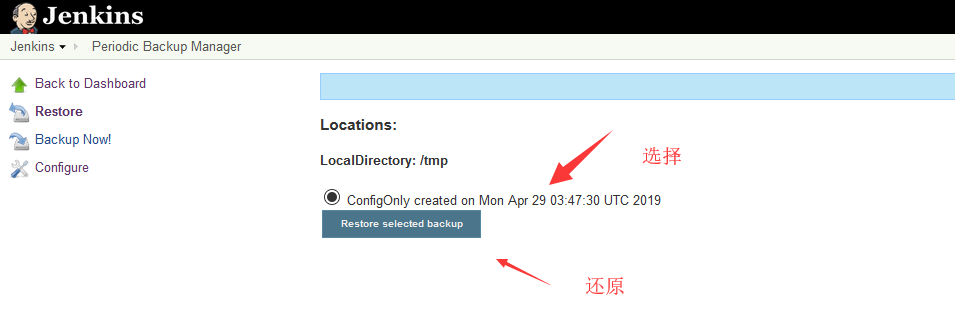 Jenkins
Jenkins Periodic Backup Manager
Back to Dashboard
Restore
Backup Now!
Configure
Locations:
LocalDirectory: /tmp
选择
ConfigOnly created on Mon Apr 29 03:47:30 UTC 2019
Restore selected backup
还原